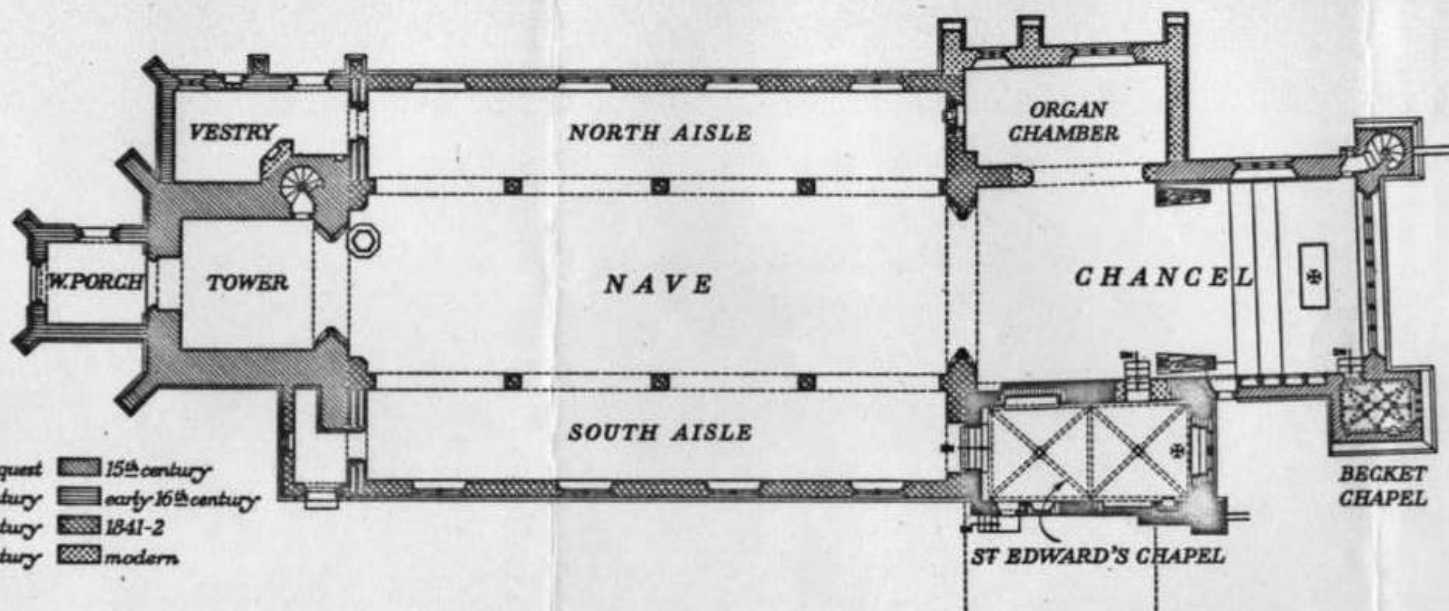 VESTRY
NORTH AISLE
ORGAN
CHAMBER
W. PORCH
TOWER
NAVE
CHANCEL
SOUTH AISLE
BECKET
CHAPEL
ST EDWARD'S CHAPEL
quest 15th century
tury early 16th century
tury 1841-2
tury modern